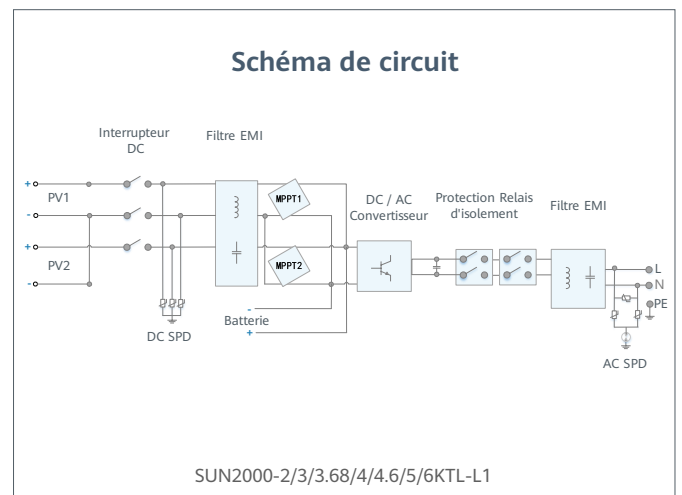 Schéma de circuit
Interrupteur
DC
Filtre EMI
+
PV1
-
+
PV2
-
MPPT1
MPPT2
DC / AC
Convertisseur
Protection Relais
d'isolement
Filtre EMI
L
N
PE
-
Batterie
+
DC SPD
AC SPD
SUN2000-2/3/3.68/4/4.6/5/6KTL-L1